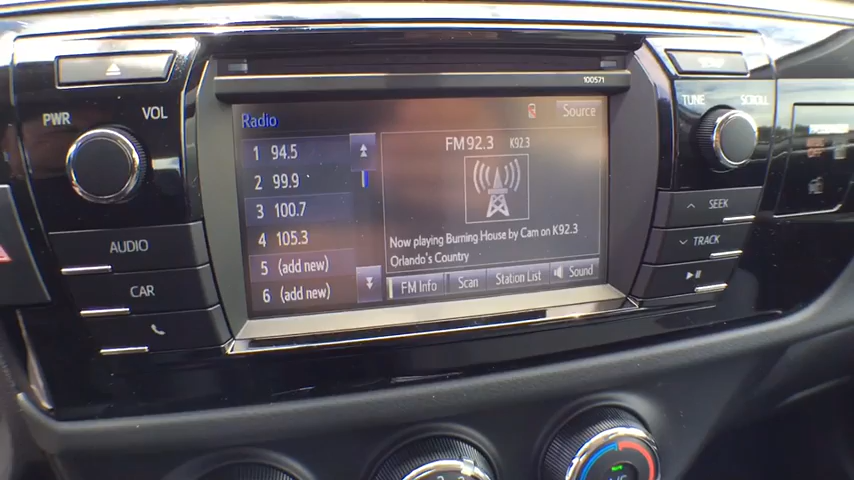 100571
PWR
VOL
TUNE
SCROLL
Radio
Source
1 94.5
2 99.9
3 100.7
4 105.3
5 (add new)
6 (add new)
FM 92.3 K92.3
Now playing Burning House by Cam on K92.3
Orlando's Country
FM Info
Scan
Station List
Sound
AUDIO
CAR
SEEK
TRACK